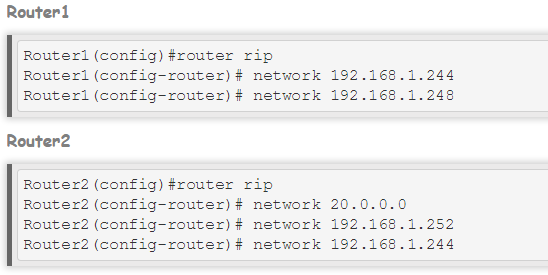 Router1
Router1(config)#router rip
Router1(config-router)# network 192.168.1.244
Router1(config-router)# network 192.168.1.248
Router2
Router2(config)#router rip
Router2(config-router)# network 20.0.0.0
Router2(config-router)# network 192.168.1.252
Router2(config-router)# network 192.168.1.244